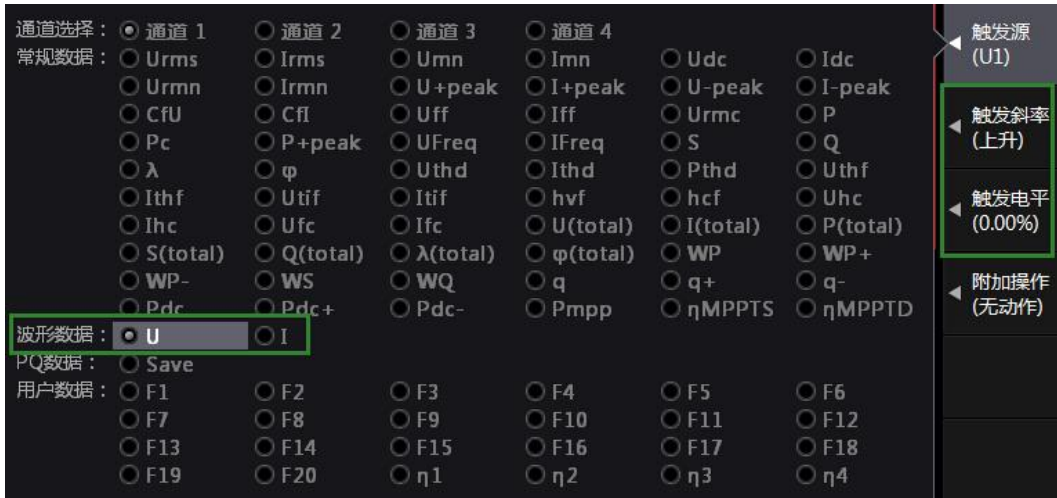 通道选择： 通道 1 通道 2 通道 3 通道 4
常规数据： Urms Irms Umn Imn Udc Idc
Urmn Irmn U+peak I+peak U-peak I-peak
CfU CfI Uff Iff Urmc P
Pc P+peak UFreq IFreq S Q
λ φ Uthd Ithd Pthd Uthf
Ithf Utif Itif hvf hcf Uhc
Ihc Ufc Ifc U(total) I(total) P(total)
S(total) Q(total) λ(total) φ(total) WP WP+
WP- WS WQ q q+ q-
Pdc Pdc+ Pdc- Pmpp ηMPPTS ηMPPTD
波形数据： U I
PQ数据： Save
用户数据： F1 F2 F3 F4 F5 F6
F7 F8 F9 F10 F11 F12
F13 F14 F15 F16 F17 F18
F19 F20 η1 η2 η3 η4
触发源
(U1)
触发斜率
(上升)
触发电平
(0.00%)
附加操作
(无动作)